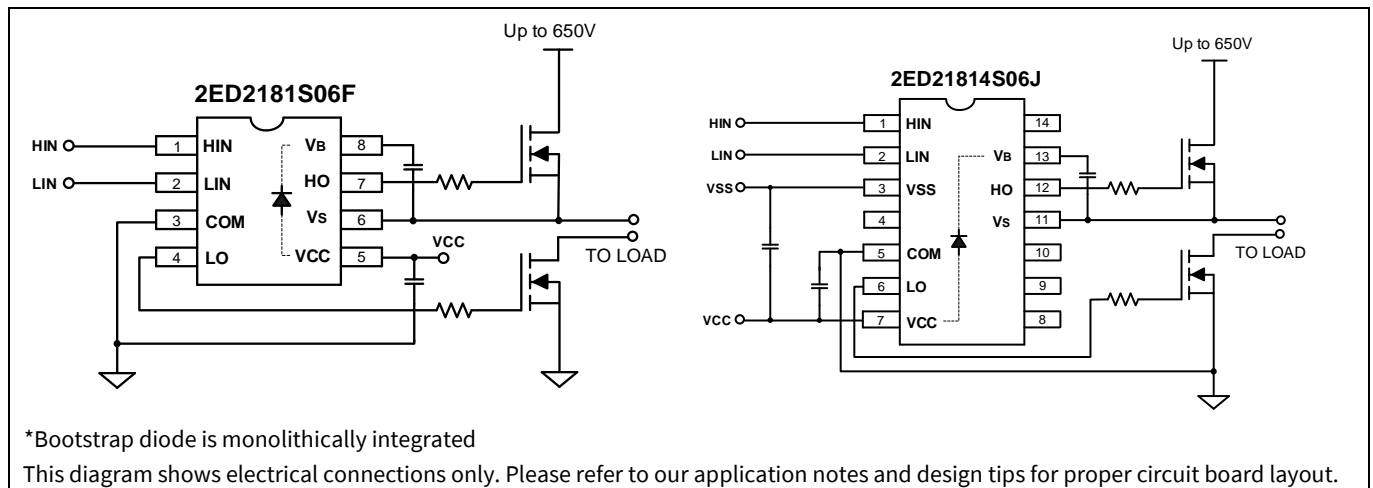 Up to 650V
2ED2181S06F
HIN
LIN
1 HIN
2 LIN
3 COM
4 LO
VB 8
HO 7
VS 6
VCC 5
VCC
TO LOAD
Up to 650V
2ED21814S06J
HIN
LIN
VSS
VCC
1 HIN
2 LIN
3 VSS
4
5 COM
6 LO
7 VCC
14
VB 13
HO 12
VS 11
10
9
8
TO LOAD
*Bootstrap diode is monolithically integrated
This diagram shows electrical connections only. Please refer to our application notes and design tips for proper circuit board layout.